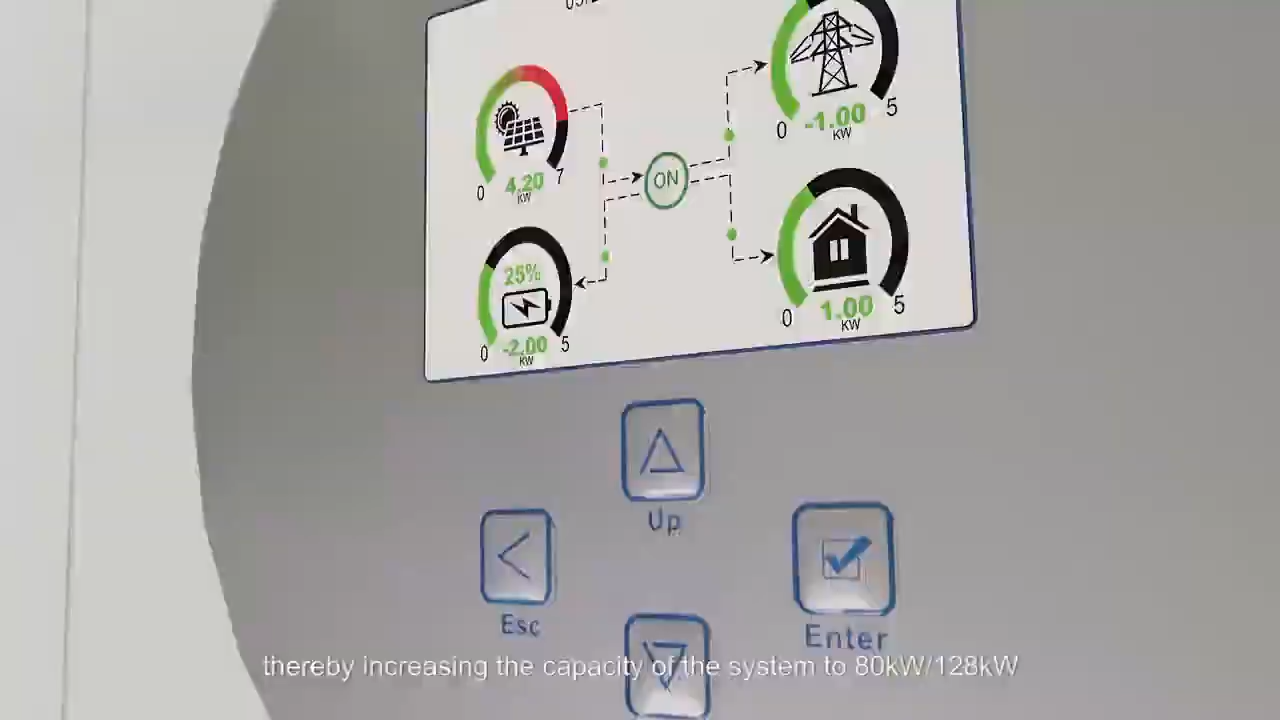 0 4.20 7
KW
25%
0 -2.00 5
KW
ON
0 -1.00 5
KW
0 1.00 5
KW
Up
Esc
Enter
thereby increasing the capacity of the system to 80kW/128kW